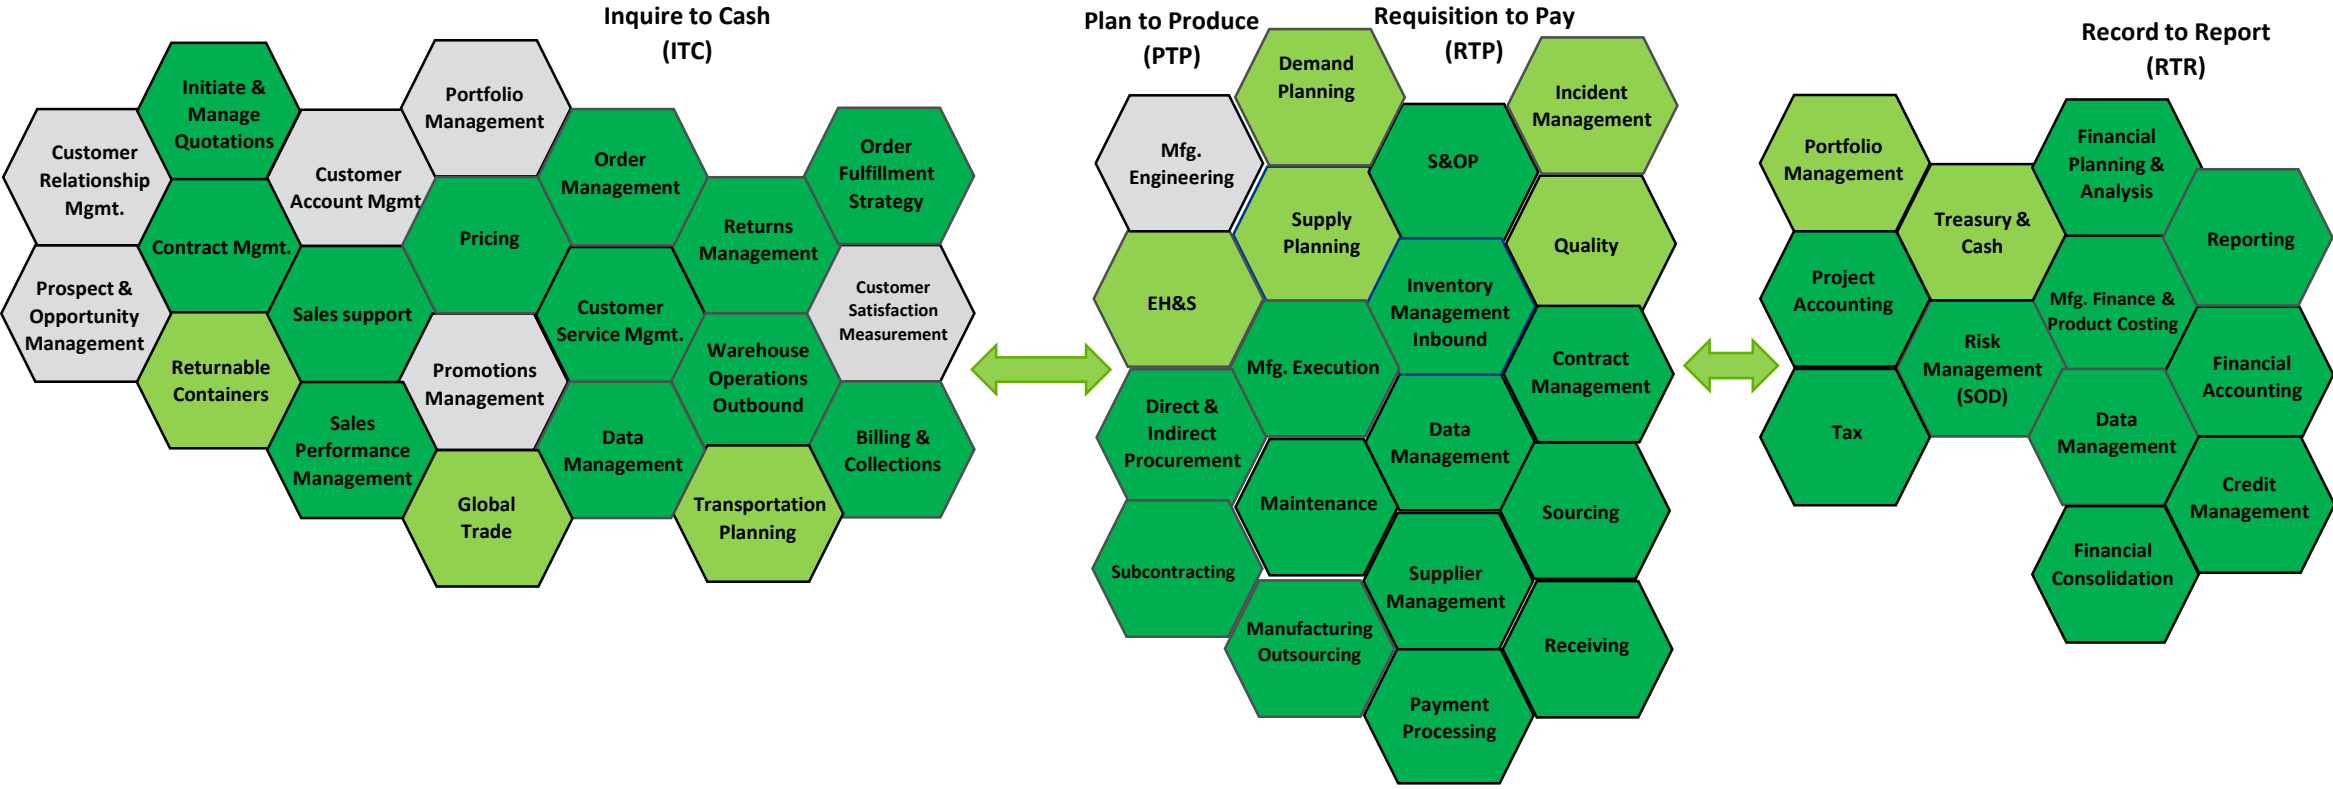 Inquire to Cash
(ITC)
Plan to Produce
(PTP)
Requisition to Pay
(RTP)
Record to Report
(RTR)
Customer
Relationship
Mgmt.
Prospect &
Opportunity
Management
Initiate &
Manage
Quotations
Contract Mgmt.
Returnable
Containers
Customer
Account Mgmt
Sales support
Sales
Performance
Management
Portfolio
Management
Pricing
Promotions
Management
Global
Trade
Order
Management
Customer
Service Mgmt.
Data
Management
Returns
Management
Warehouse
Operations
Outbound
Transportation
Planning
Order
Fulfillment
Strategy
Customer
Satisfaction
Measurement
Billing &
Collections
Mfg.
Engineering
EH&S
Direct &
Indirect
Procurement
Subcontracting
Demand
Planning
Supply
Planning
Mfg. Execution
Maintenance
Manufacturing
Outsourcing
S&OP
Inventory
Management
Inbound
Data
Management
Supplier
Management
Payment
Processing
Incident
Management
Quality
Contract
Management
Sourcing
Receiving
Portfolio
Management
Project
Accounting
Tax
Treasury &
Cash
Risk
Management
(SOD)
Financial
Planning &
Analysis
Mfg. Finance &
Product Costing
Data
Management
Financial
Consolidation
Reporting
Financial
Accounting
Credit
Management